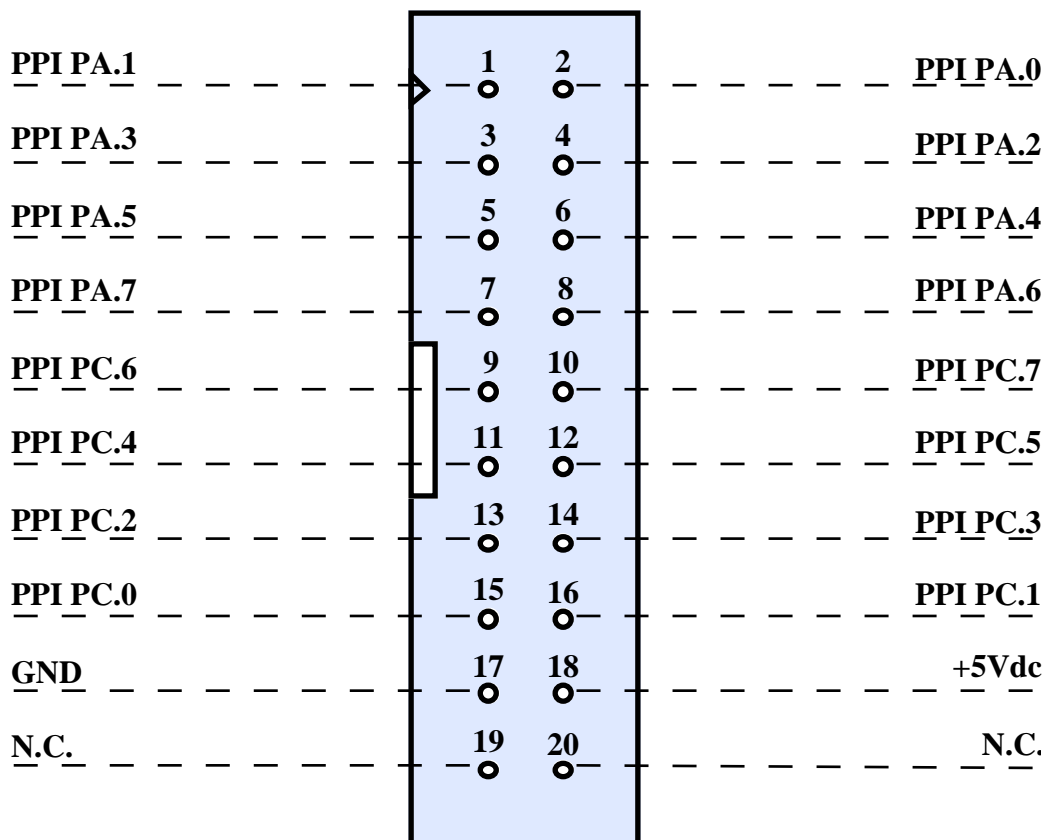 PPI PA.1 1 2 PPI PA.0
PPI PA.3 3 4 PPI PA.2
PPI PA.5 5 6 PPI PA.4
PPI PA.7 7 8 PPI PA.6
PPI PC.6 9 10 PPI PC.7
PPI PC.4 11 12 PPI PC.5
PPI PC.2 13 14 PPI PC.3
PPI PC.0 15 16 PPI PC.1
GND 17 18 +5Vdc
N.C. 19 20 N.C.